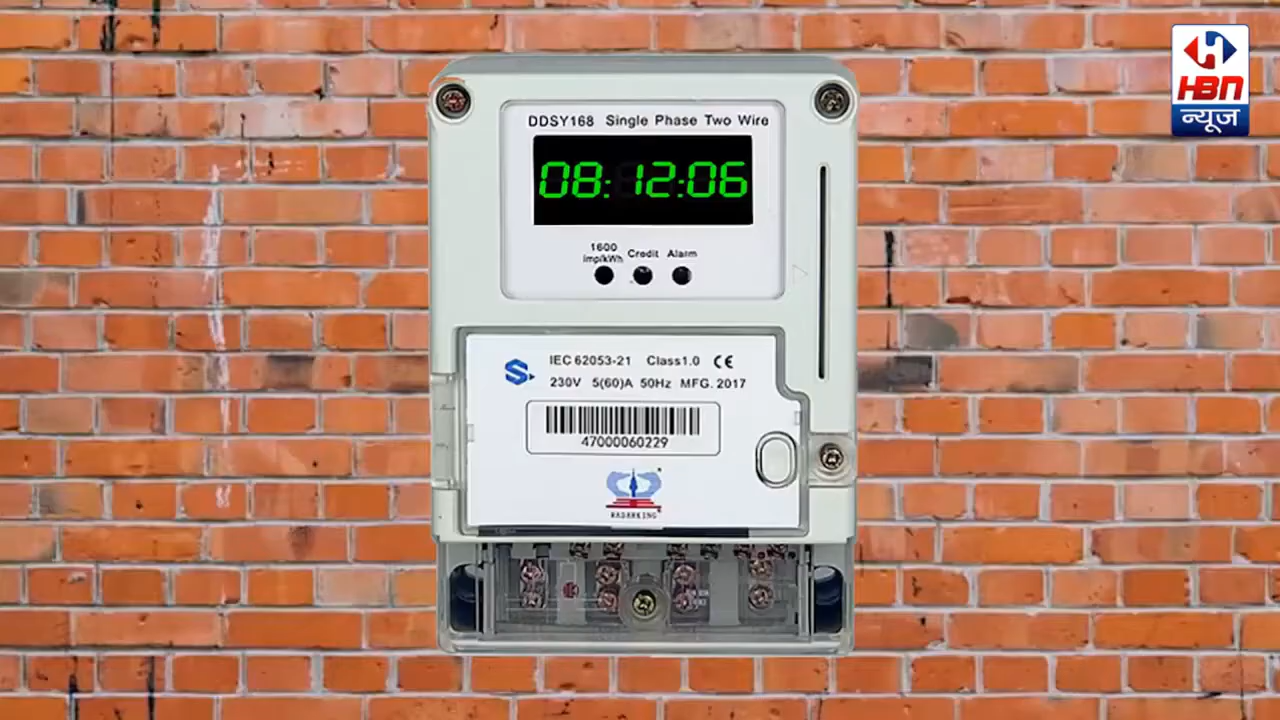 HBN
न्यूज
DDSY168 Single Phase Two Wire
08:12:06
1600
imp/kWh Credit Alarm
IEC 62053-21 Class1.0 CE
230V 5(60)A 50Hz MFG. 2017
47000060229
RADARKING